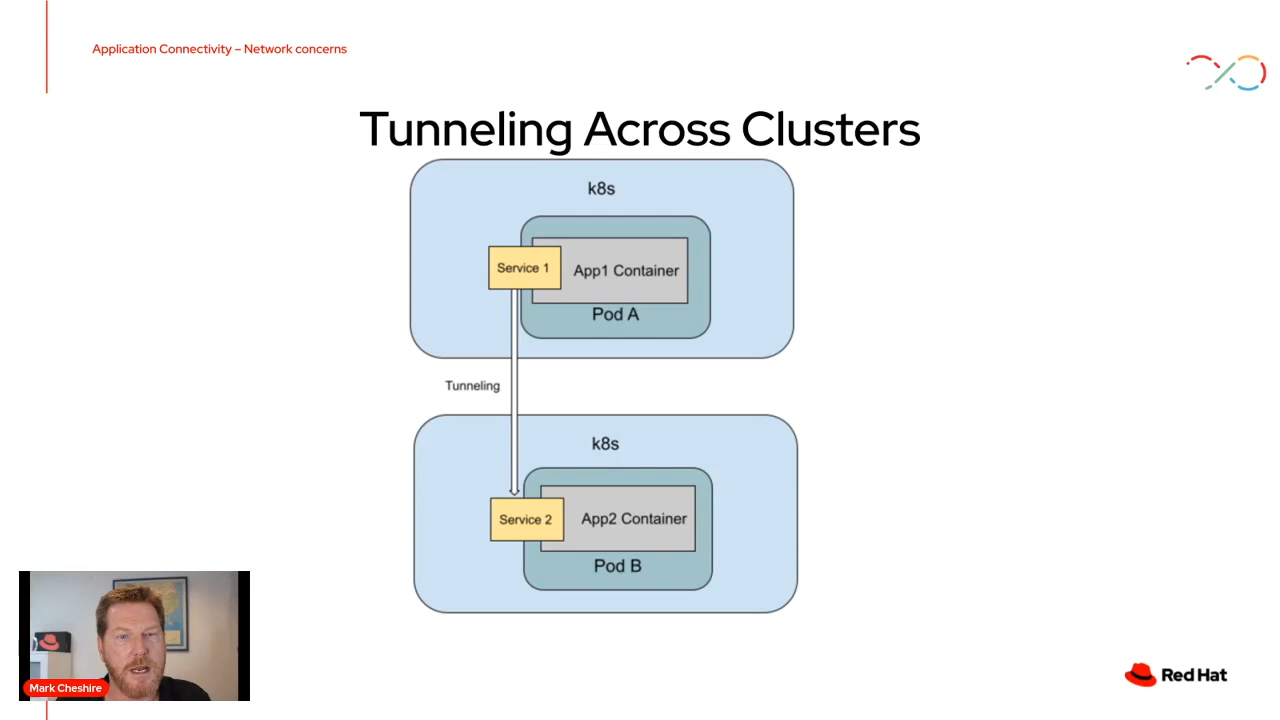 Application Connectivity – Network concerns
Tunneling Across Clusters
k8s
Service 1
App1 Container
Pod A
Tunneling
k8s
Service 2
App2 Container
Pod B
Mark Cheshire
Red Hat